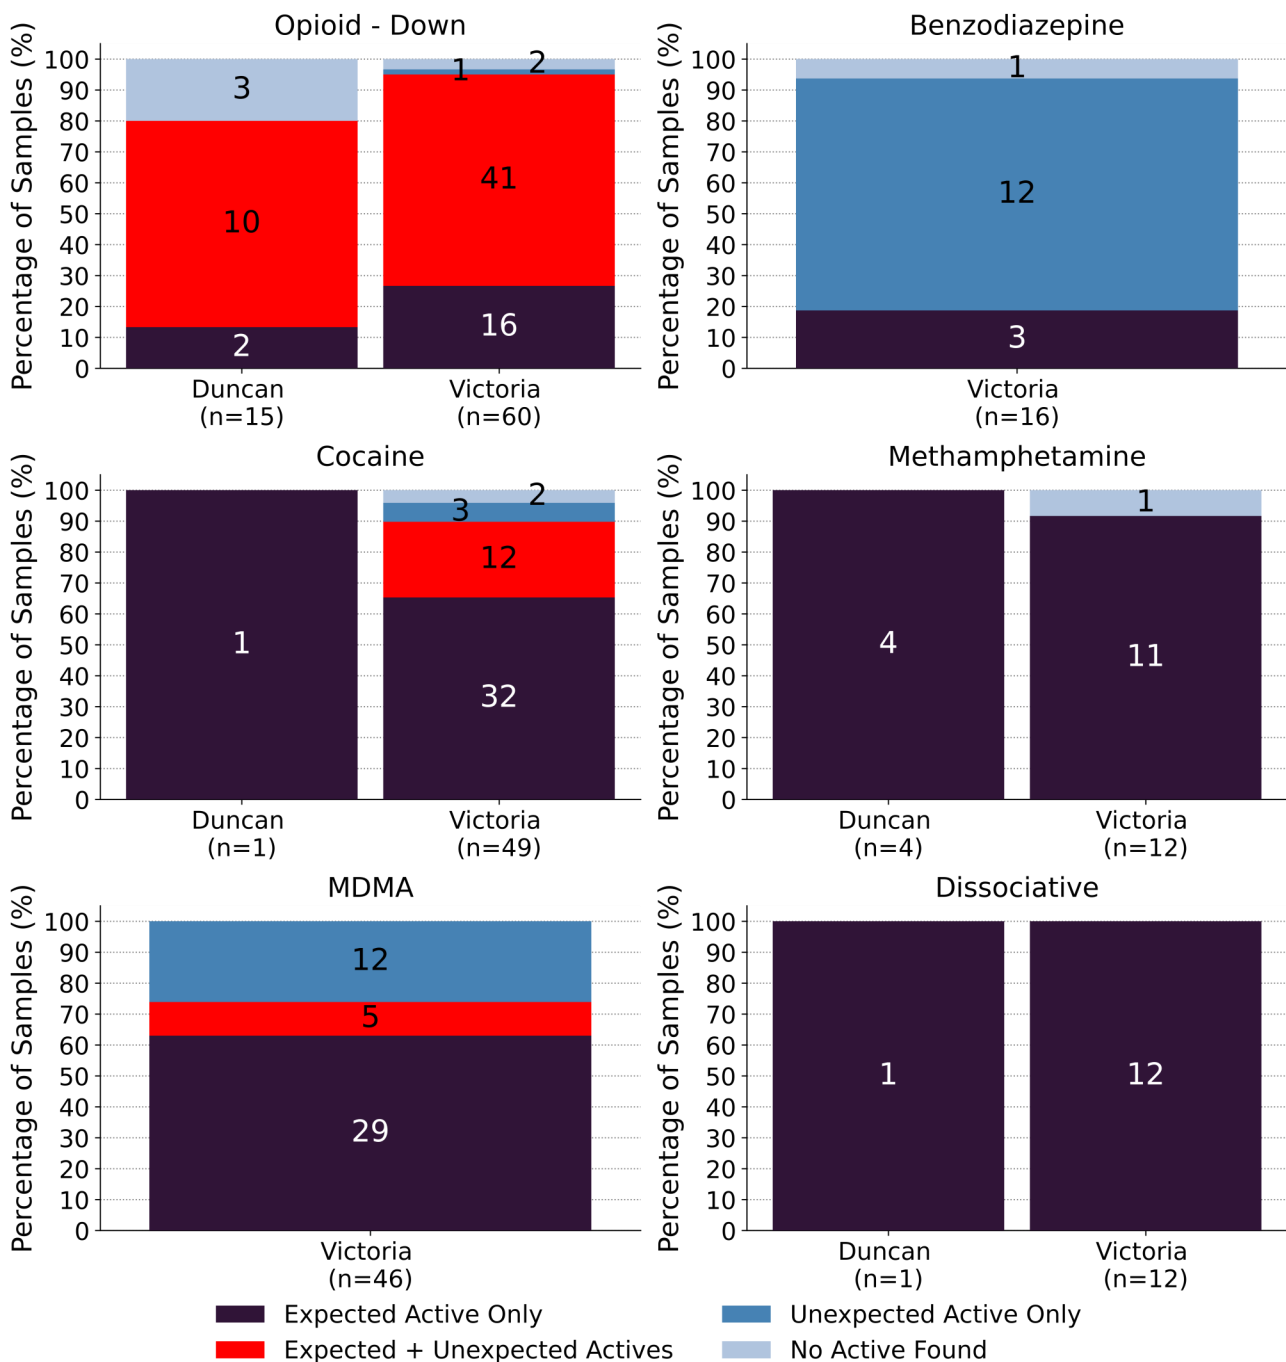 Opioid - Down
Percentage of Samples (%)
100
90
80
70
60
50
40
30
20
10
0
3
10
2
1
2
41
16
Duncan
(n=15)
Victoria
(n=60)
Benzodiazepine
Percentage of Samples (%)
100
90
80
70
60
50
40
30
20
10
0
1
12
3
Victoria
(n=16)
Cocaine
Percentage of Samples (%)
100
90
80
70
60
50
40
30
20
10
0
1
3
2
12
32
Duncan
(n=1)
Victoria
(n=49)
Methamphetamine
Percentage of Samples (%)
100
90
80
70
60
50
40
30
20
10
0
4
1
11
Duncan
(n=4)
Victoria
(n=12)
MDMA
Percentage of Samples (%)
100
90
80
70
60
50
40
30
20
10
0
12
5
29
Victoria
(n=46)
Dissociative
Percentage of Samples (%)
100
90
80
70
60
50
40
30
20
10
0
1
12
Duncan
(n=1)
Victoria
(n=12)
Expected Active Only
Expected + Unexpected Actives
Unexpected Active Only
No Active Found